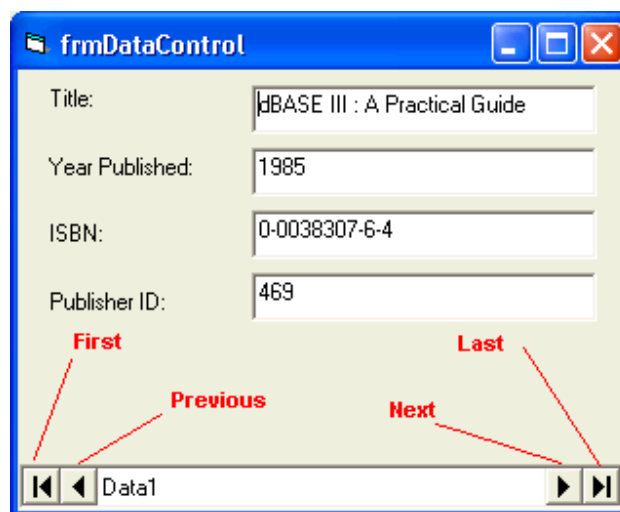 frmDataControl
Title:
dBASE III : A Practical Guide
Year Published:
1985
ISBN:
0-0038307-6-4
Publisher ID:
469
First
Last
Previous
Next
Data1